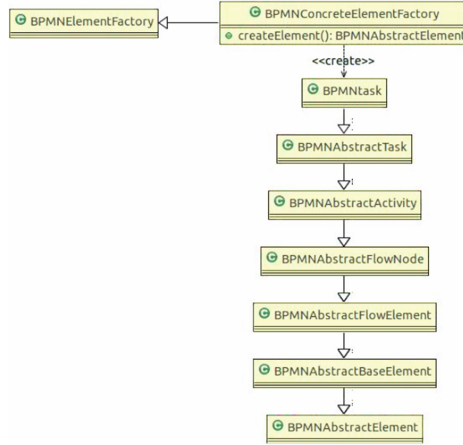 BPMNElementFactory
BPMNConcreteElementFactory
createElement(): BPMNAbstractElement
<<create>>
BPMNtask
BPMNAbstractTask
BPMNAbstractActivity
BPMNAbstractFlowNode
BPMNAbstractFlowElement
BPMNAbstractBaseElement
BPMNAbstractElement